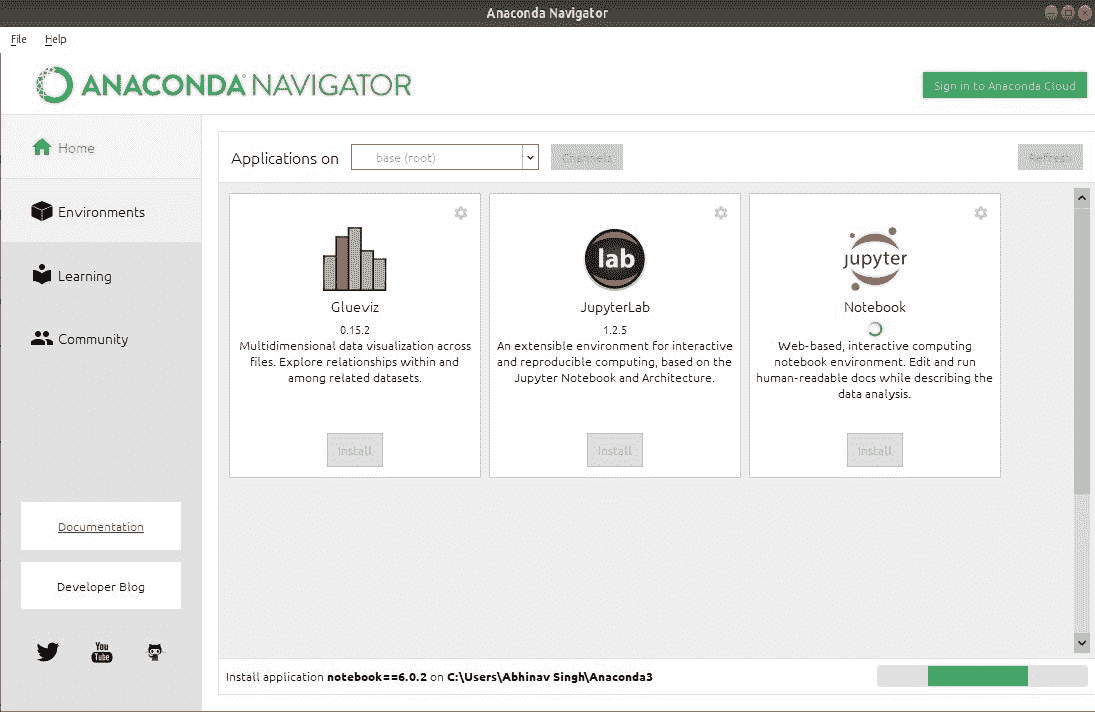 Anaconda Navigator
File Help
ANACONDA NAVIGATOR
Sign in to Anaconda Cloud
Home
Environments
Learning
Community
Documentation
Developer Blog
You
Tube
Applications on base (root) Channels Refresh
Glueviz
0.15.2
Multidimensional data visualization across
files. Explore relationships within and
among related datasets.
Install
lab
JupyterLab
1.2.5
An extensible environment for interactive
and reproducible computing, based on the
Jupyter Notebook and Architecture.
Install
jupyter
Notebook
Web-based, interactive computing
notebook environment. Edit and run
human-readable docs while describing the
data analysis.
Install
Install application notebook==6.0.2 on C:\Users\Abhinav Singh\Anaconda3